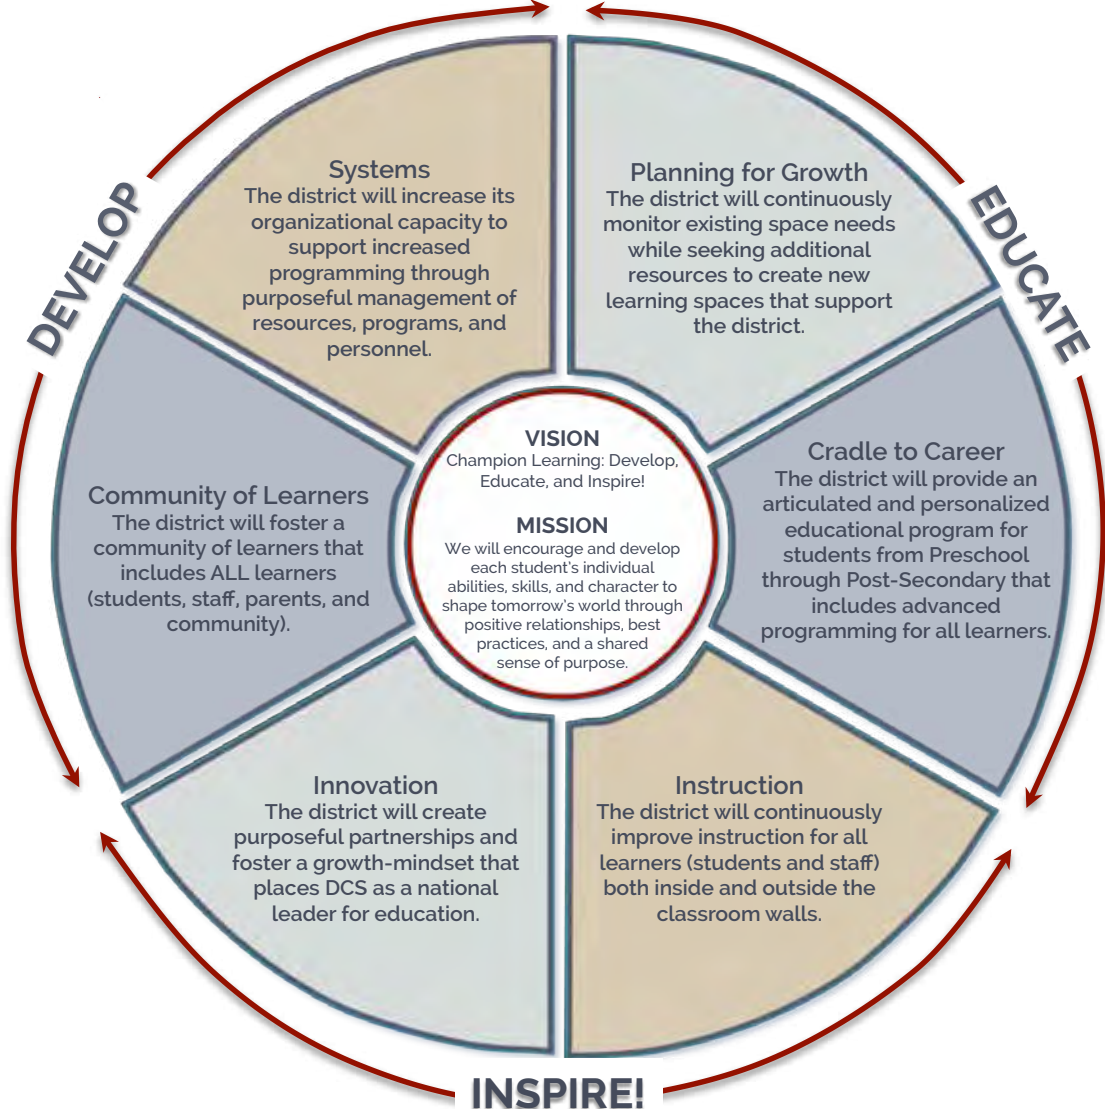 DEVELOP
EDUCATE
Systems
The district will increase its
organizational capacity to
support increased
programming through
purposeful management of
resources, programs, and
personnel.
Planning for Growth
The district will continuously
monitor existing space needs
while seeking additional
resources to create new
learning spaces that support
the district.
Community of Learners
The district will foster a
community of learners that
includes ALL learners
(students, staff, parents, and
community).
VISION
Champion Learning: Develop,
Educate, and Inspire!
MISSION
We will encourage and develop
each student's individual
abilities, skills, and character to
shape tomorrow's world through
positive relationships, best
practices, and a shared
sense of purpose.
Cradle to Career
The district will provide an
articulated and personalized
educational program for
students from Preschool
through Post-Secondary that
includes advanced
programming for all learners.
Innovation
The district will create
purposeful partnerships and
foster a growth-mindset that
places DCS as a national
leader for education.
Instruction
The district will continuously
improve instruction for all
learners (students and staff)
both inside and outside the
classroom walls.
INSPIRE!